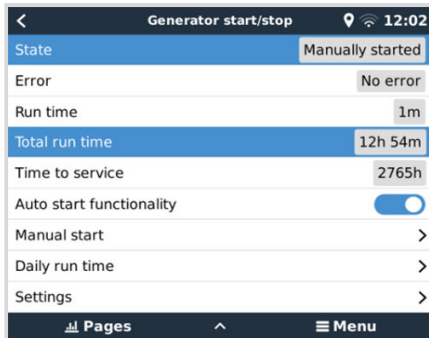 Generator start/stop 12:02
State Manually started
Error No error
Run time 1m
Total run time 12h 54m
Time to service 2765h
Auto start functionality
Manual start
Daily run time
Settings
Pages Menu